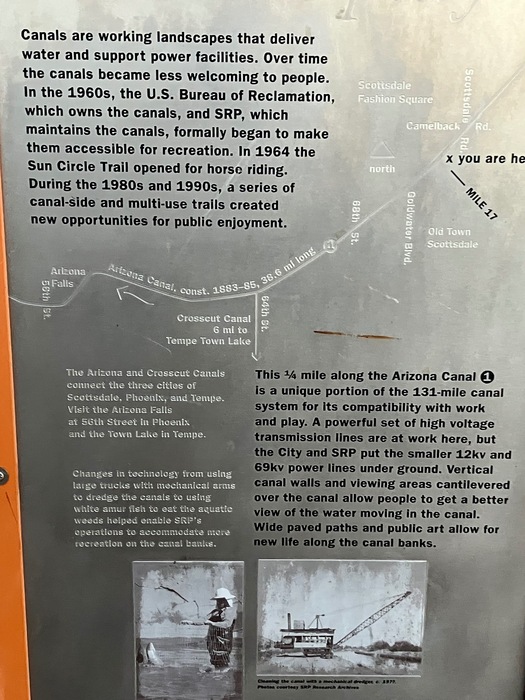 Canals are working landscapes that deliver
water and support power facilities. Over time
the canals became less welcoming to people.
In the 1960s, the U.S. Bureau of Reclamation,
which owns the canals, and SRP, which
maintains the canals, formally began to make
them accessible for recreation. In 1964 the
Sun Circle Trail opened for horse riding.
During the 1980s and 1990s, a series of
canal-side and multi-use trails created
new opportunities for public enjoyment.
Scottsdale
Fashion Square
Scottsdale Rd.
Camelback Rd.
x you are he
north
MILE 17
68th St.
Goldwater Blvd.
Old Town
Scottsdale
1
Arizona Canal, const. 1883-85, 38.6 mi long
Arizona
Falls
56th St.
64th St.
Crosscut Canal
6 mi to
Tempe Town Lake
The Arizona and Crosscut Canals
connect the three cities of
Scottsdale, Phoenix, and Tempe.
Visit the Arizona Falls
at 56th Street in Phoenix
and the Town Lake in Tempe.
Changes in technology from using
large trucks with mechanical arms
to dredge the canals to using
white amur fish to eat the aquatic
weeds helped enable SRP's
operations to accommodate more
recreation on the canal banks.
This ¼ mile along the Arizona Canal 1
is a unique portion of the 131-mile canal
system for its compatibility with work
and play. A powerful set of high voltage
transmission lines are at work here, but
the City and SRP put the smaller 12kv and
69kv power lines under ground. Vertical
canal walls and viewing areas cantilevered
over the canal allow people to get a better
view of the water moving in the canal.
Wide paved paths and public art allow for
new life along the canal banks.
Cleaning the canal with a mechanical dredge, c.
Photos courtesy SRP Research Archives